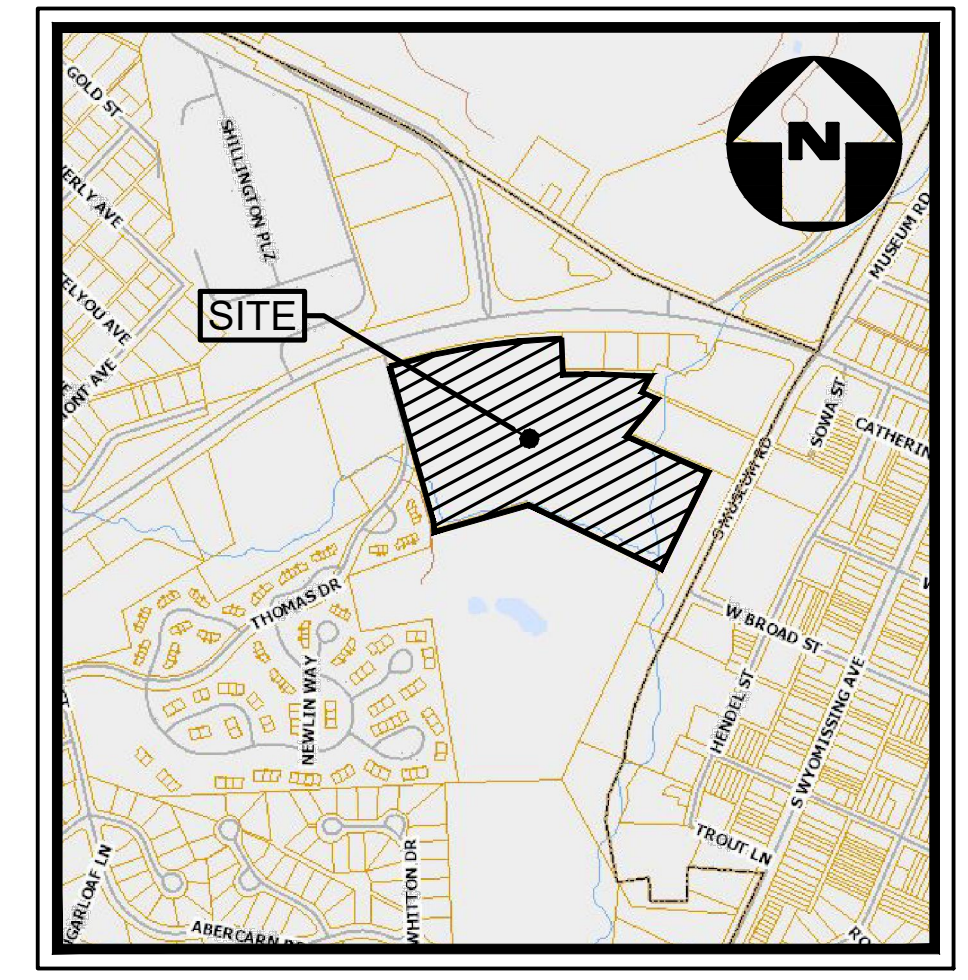 GOLD ST
SHILLINGTON PLZ
N
MUSEUM RD
ERLY AVE
ELYOU AVE
ONT AVE
SITE
SOWA ST
CATHERIN
S MUSEUM RD
THOMAS DR
NEWLIN WAY
W BROAD ST
HENDEL ST
S WYOMISSING AVE
TROUT LN
GARLOAF LN
WHITTON DR
ABERCARN
RO